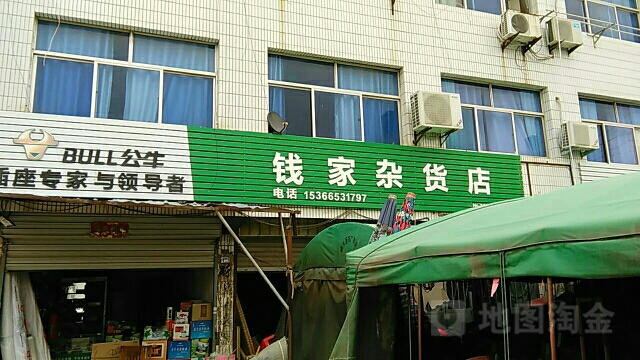 BULL公牛
插座专家与领导者
钱家杂货店
电话 15366531797
地图淘金